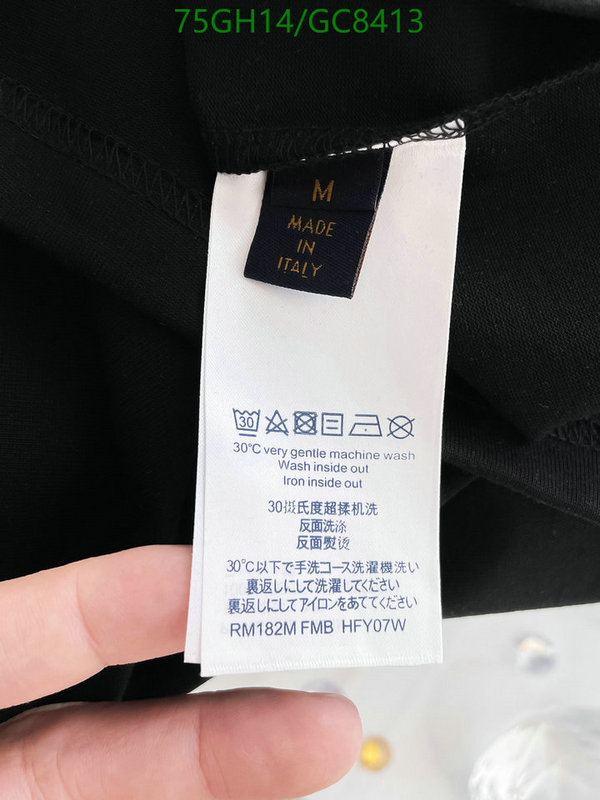 75GH14/GC8413
M
MADE
IN
ITALY
30
30°C very gentle machine wash
Wash inside out
Iron inside out
30摄氏度超揉机洗
反面洗涤
反面熨烫
30°C以下で手洗コース洗濯機洗い
裏返しにして洗濯してください
裏返しにしてアイロンをあててください
RM182M FMB HFY07W